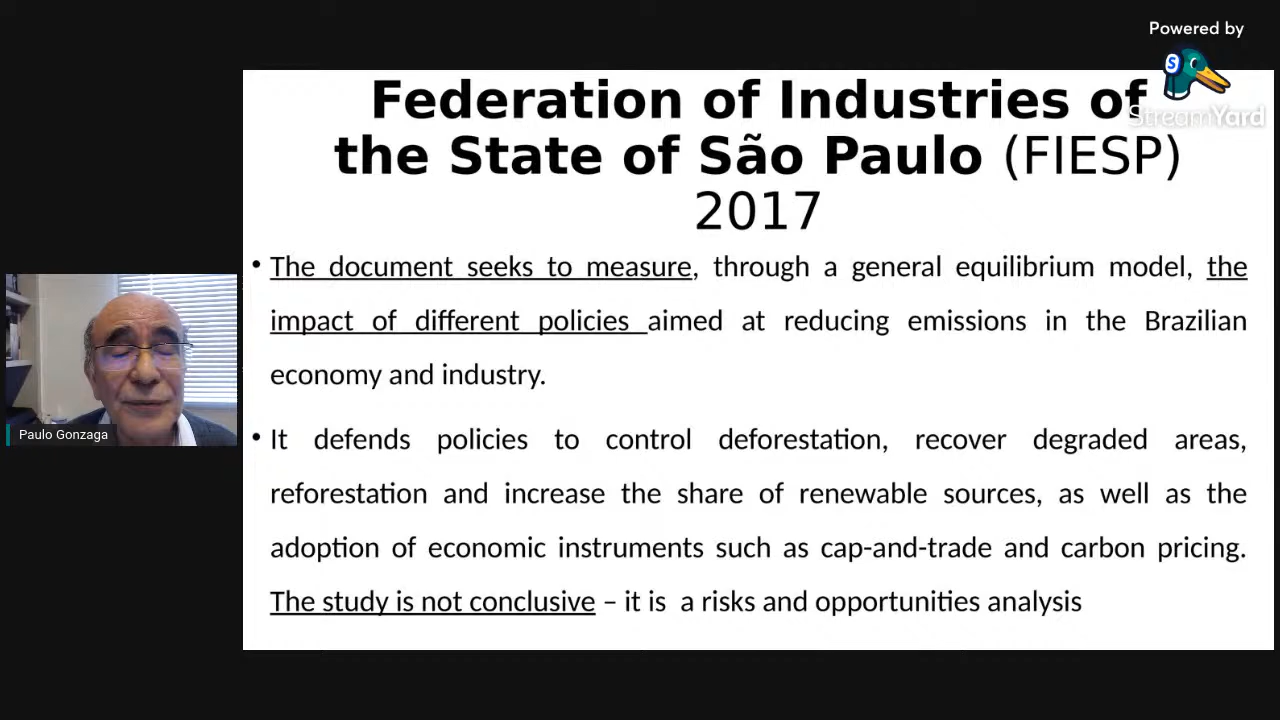 Powered by
StreamYard
Federation of Industries of
the State of São Paulo (FIESP)
2017
• The document seeks to measure, through a general equilibrium model, the
impact of different policies aimed at reducing emissions in the Brazilian
economy and industry.
• It defends policies to control deforestation, recover degraded areas,
reforestation and increase the share of renewable sources, as well as the
adoption of economic instruments such as cap-and-trade and carbon pricing.
The study is not conclusive – it is a risks and opportunities analysis
Paulo Gonzaga